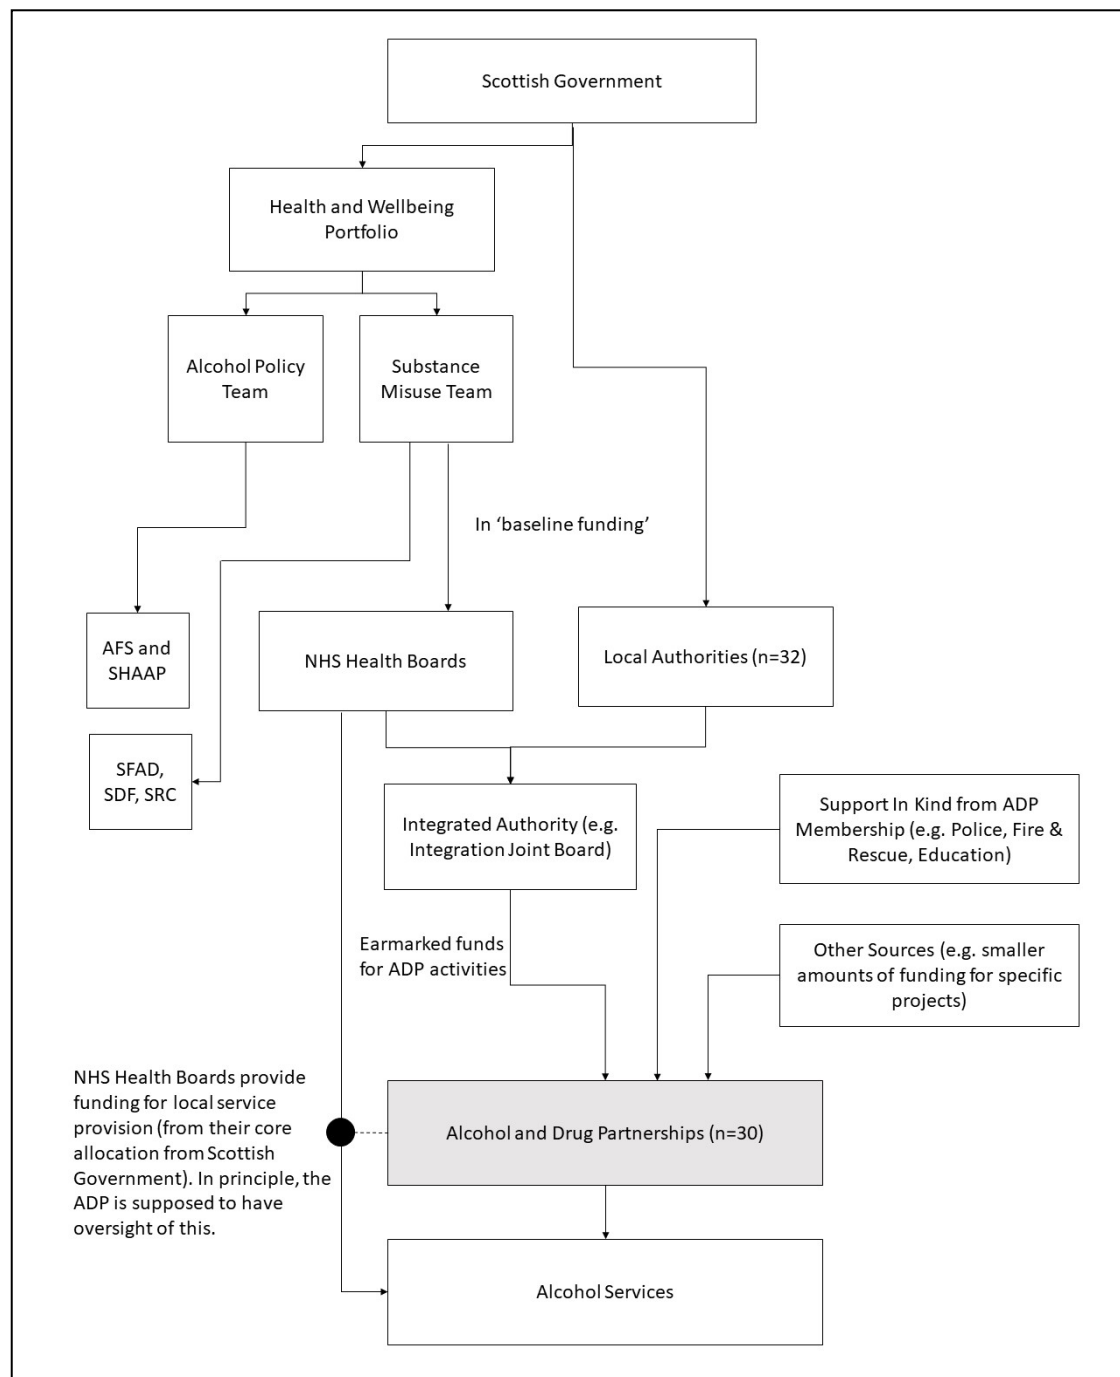 Scottish Government
Health and Wellbeing
Portfolio
Alcohol Policy
Team
Substance
Misuse Team
In ‘baseline funding’
AFS and
SHAAP
NHS Health Boards
Local Authorities (n=32)
SFAD,
SDF, SRC
Integrated Authority (e.g.
Integration Joint Board)
Support In Kind from ADP
Membership (e.g. Police, Fire &
Rescue, Education)
Earmarked funds
for ADP activities
Other Sources (e.g. smaller
amounts of funding for specific
projects)
NHS Health Boards provide
funding for local service
provision (from their core
allocation from Scottish
Government). In principle, the
ADP is supposed to have
oversight of this.
Alcohol and Drug Partnerships (n=30)
Alcohol Services